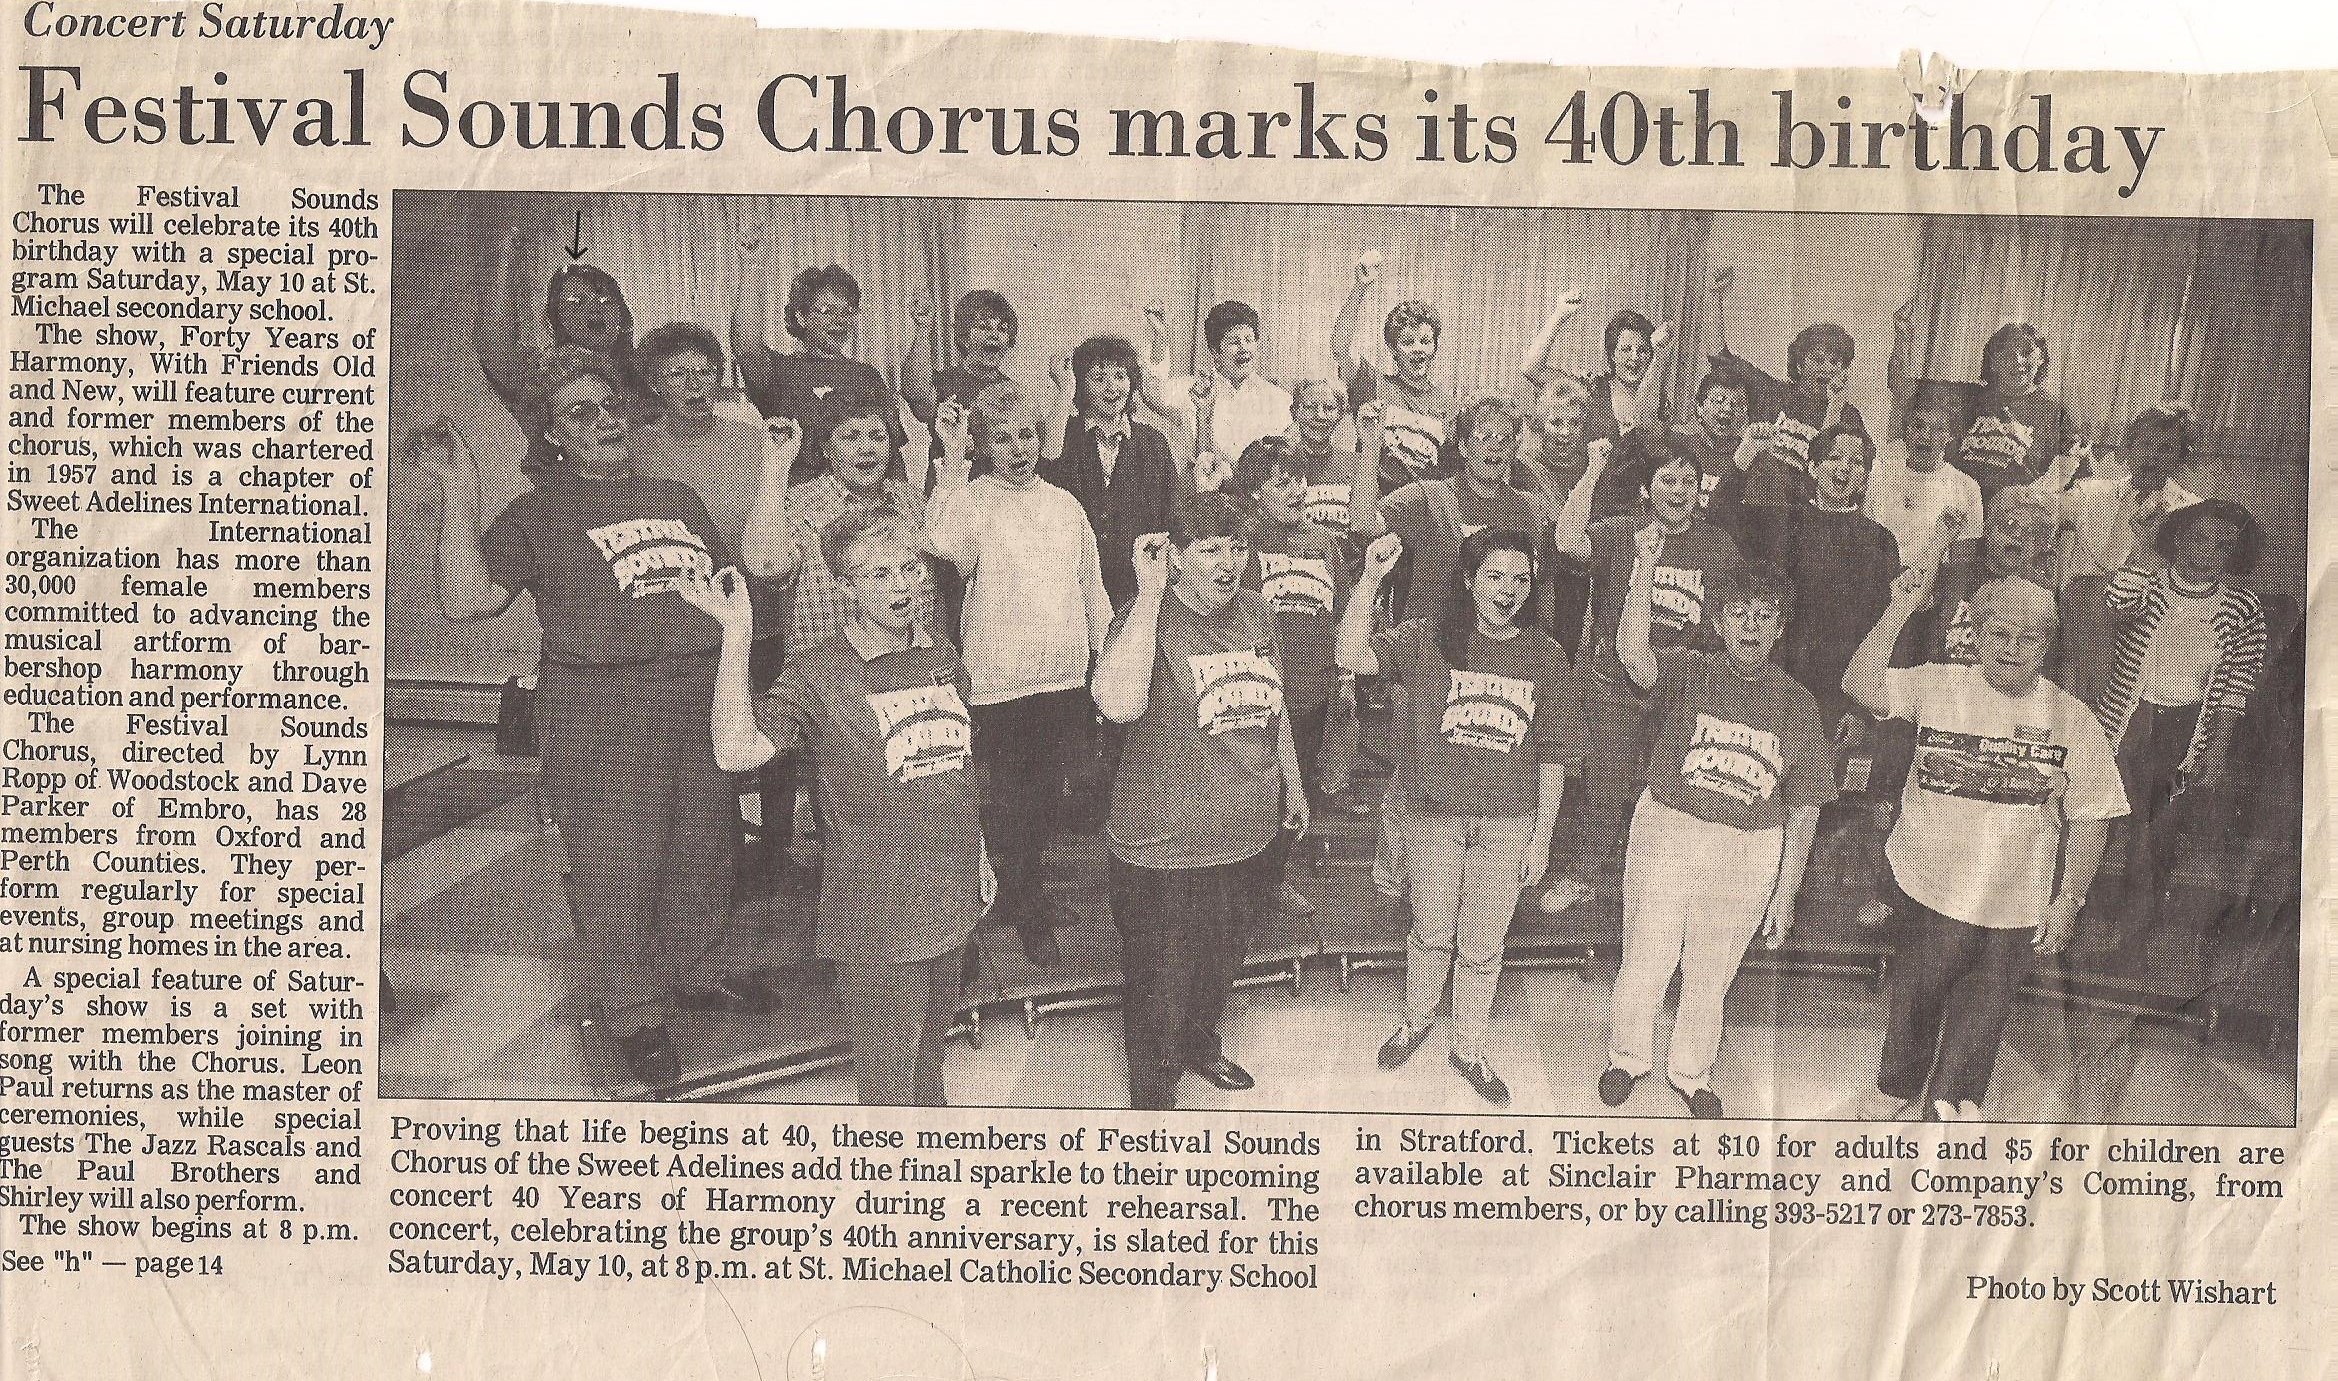 Concert Saturday
Festival Sounds Chorus marks its 40th birthday
The Festival Sounds
Chorus will celebrate its 40th
birthday with a special pro-
gram Saturday, May 10 at St.
Michael secondary school.
The show, Forty Years of
Harmony, With Friends Old
and New, will feature current
and former members of the
chorus, which was chartered
in 1957 and is a chapter of
Sweet Adelines International.
The International
organization has more than
30,000 female members
committed to advancing the
musical artform of bar-
bershop harmony through
education and performance.
The Festival Sounds
Chorus, directed by Lynn
Ropp of Woodstock and Dave
Parker of Embro, has 28
members from Oxford and
Perth Counties. They per-
form regularly for special
events, group meetings and
at nursing homes in the area.
A special feature of Satur-
day's show is a set with
former members joining in
song with the Chorus. Leon
Paul returns as the master of
ceremonies, while special
guests The Jazz Rascals and
The Paul Brothers and
Shirley will also perform.
The show begins at 8 p.m.
See "h" — page 14
FESTIVAL
SOUNDS
FESTIVAL
SOUNDS
FESTIVAL
SOUNDS
FESTIVAL
SOUNDS
FESTIVAL
SOUNDS
Quality Care
Proving that life begins at 40, these members of Festival Sounds
Chorus of the Sweet Adelines add the final sparkle to their upcoming
concert 40 Years of Harmony during a recent rehearsal. The
concert, celebrating the group's 40th anniversary, is slated for this
Saturday, May 10, at 8 p.m. at St. Michael Catholic Secondary School
in Stratford. Tickets at $10 for adults and $5 for children are
available at Sinclair Pharmacy and Company's Coming, from
chorus members, or by calling 393-5217 or 273-7853.
Photo by Scott Wishart